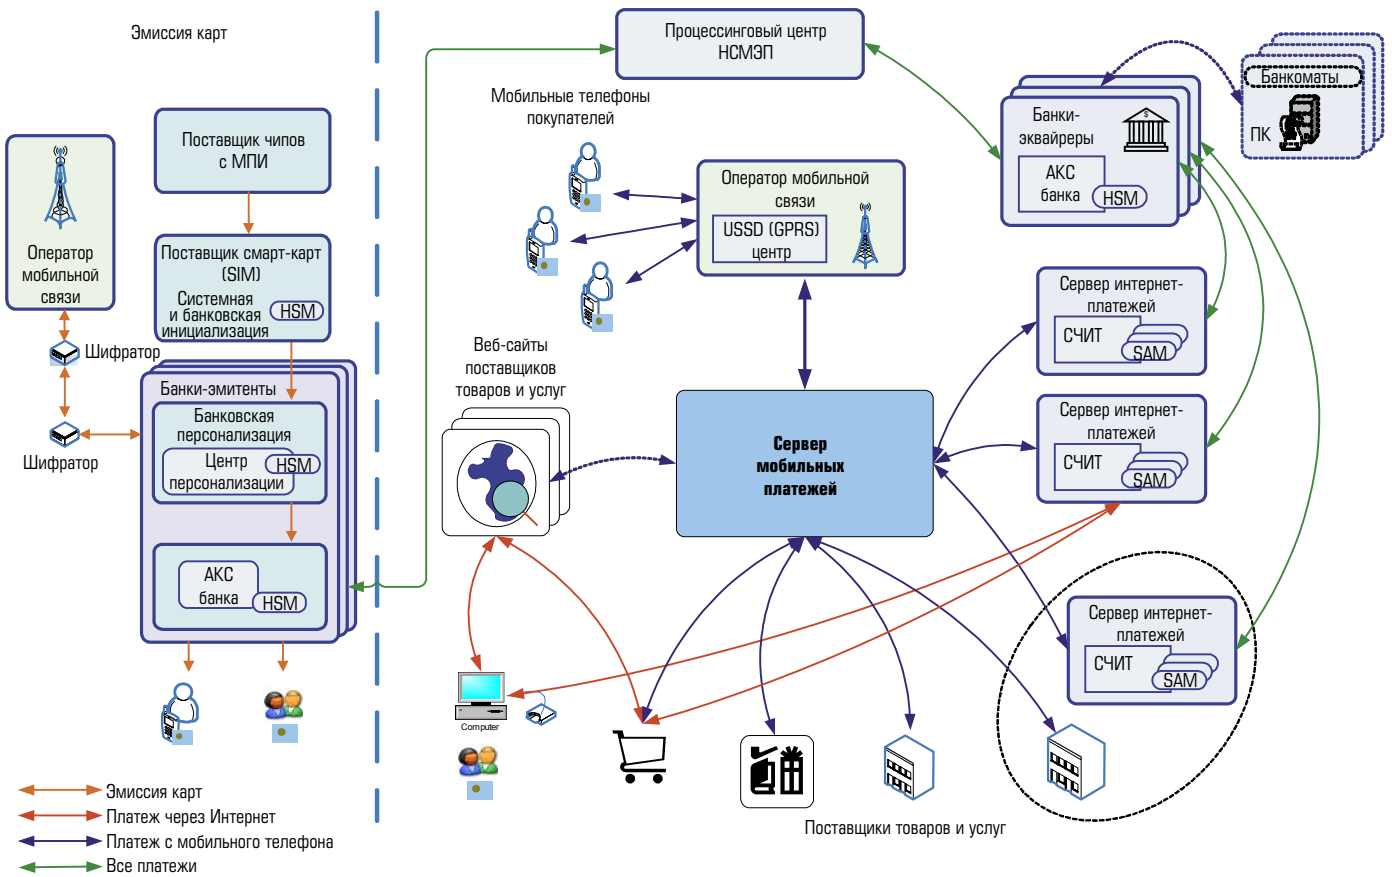 Эмиссия карт
Поставщик чипов
с МПИ
Оператор
мобильной
связи
Поставщик смарт-карт
(SIM)
Системная
и банковская
инициализация
HSM
Шифратор
Шифратор
Банки-эмитенты
Банковская
персонализация
Центр
персонализации
HSM
АКС
банка
HSM
Процессинговый центр
НСМЭП
Мобильные телефоны
покупателей
Оператор мобильной
связи
USSD (GPRS)
центр
Банки-
эквайреры
АКС
банка
HSM
Банкоматы
ПК
Веб-сайты
поставщиков
товаров и услуг
Сервер
мобильных
платежей
Сервер интернет-
платежей
СЧИТ
SAM
Сервер интернет-
платежей
СЧИТ
SAM
Сервер интернет-
платежей
СЧИТ
SAM
Computer
Поставщики товаров и услуг
Эмиссия карт
Платеж через Интернет
Платеж с мобильного телефона
Все платежи